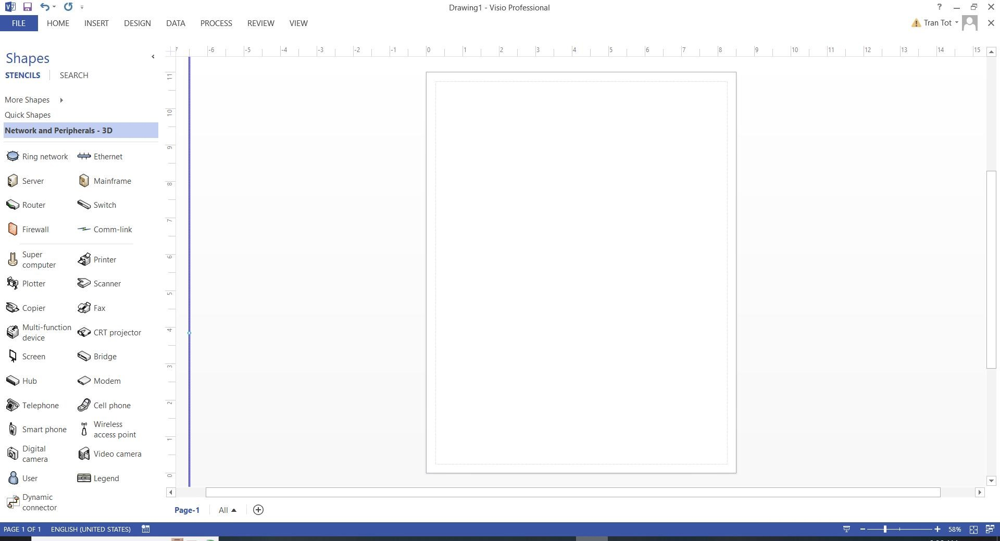 Drawing1 - Visio Professional
?
FILE HOME INSERT DESIGN DATA PROCESS REVIEW VIEW
Tran Tot
Shapes
STENCILS SEARCH
More Shapes
Quick Shapes
Network and Peripherals - 3D
Ring network Ethernet
Server Mainframe
Router Switch
Firewall Comm-link
Super computer Printer
Plotter Scanner
Copier Fax
Multi-function device CRT projector
Screen Bridge
Hub Modem
Telephone Cell phone
Smart phone Wireless access point
Digital camera Video camera
User Legend
Dynamic connector
7 -6 -5 -4 -3 -2 -1 0 1 2 3 4 5 6 7 8 9 10 11 12 13 14 15
11
10
9
8
7
6
5
4
3
2
1
0
Page-1 All
PAGE 1 OF 1 ENGLISH (UNITED STATES)
58%